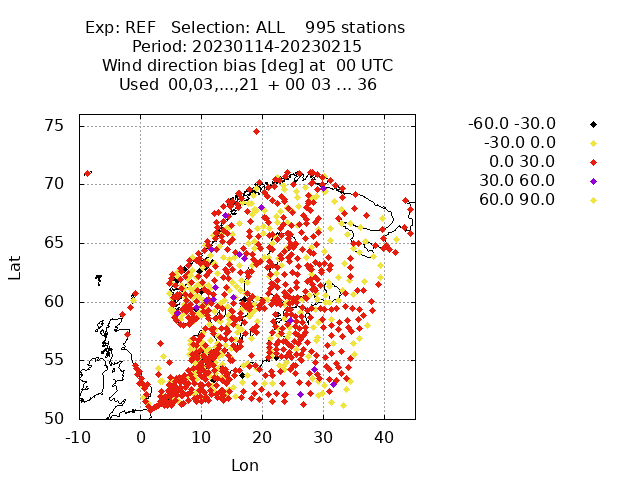 Exp: REF   Selection: ALL    995 stations
Period: 20230114-20230215
Wind direction bias [deg] at  00 UTC
Used  00,03,...,21  + 00 03 ... 36
-60.0 -30.0
-30.0 0.0
0.0 30.0
30.0 60.0
60.0 90.0
75
70
65
60
55
50
Lat
-10 0 10 20 30 40
Lon